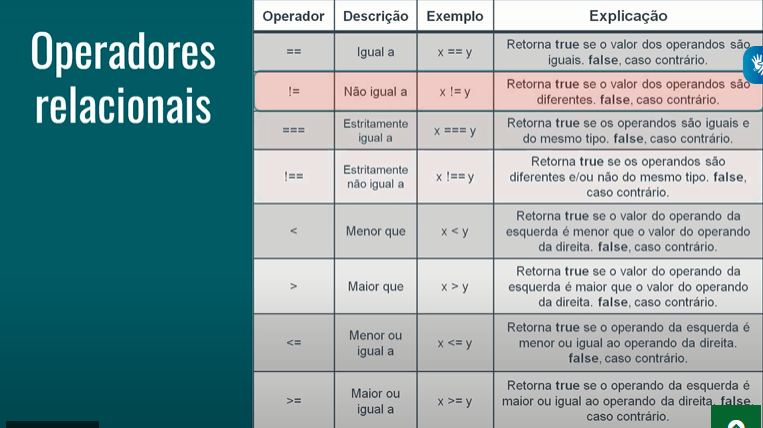 Operadores
relacionais
Operador Descrição Exemplo Explicação
== Igual a x == y Retorna true se o valor dos operandos são
iguais. false, caso contrário.
!= Não igual a x != y Retorna true se o valor dos operandos são
diferentes. false, caso contrário.
=== Estritamente
igual a x === y Retorna true se os operandos são iguais e
do mesmo tipo. false, caso contrário.
!== Estritamente
não igual a x !== y Retorna true se os operandos são
diferentes e/ou não do mesmo tipo. false,
caso contrário.
< Menor que x < y Retorna true se o valor do operando da
esquerda é menor que o valor do operando
da direita. false, caso contrário.
> Maior que x > y Retorna true se o valor do operando da
esquerda é maior que o valor do operando
da direita. false, caso contrário.
<= Menor ou
igual a x <= y Retorna true se o operando da esquerda é
menor ou igual ao operando da direita.
false, caso contrário.
>= Maior ou
igual a x >= y Retorna true se o operando da esquerda é
maior ou igual ao operando da direita. false,
caso contrário.